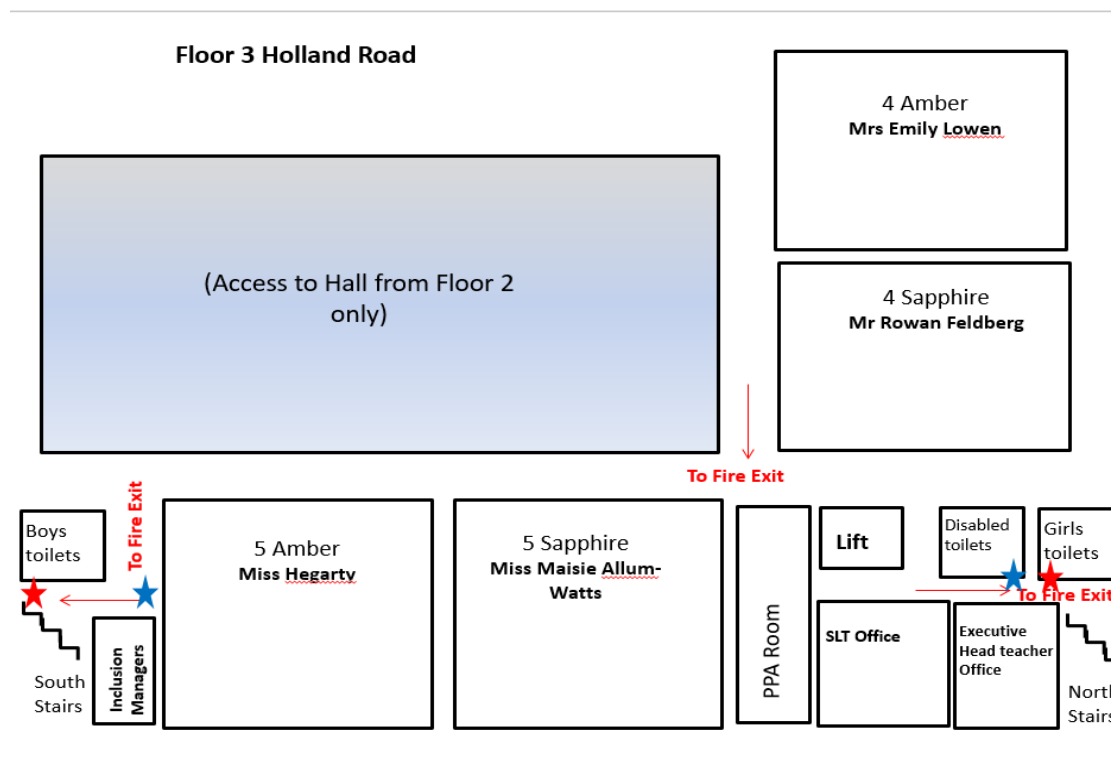 Floor 3 Holland Road
4 Amber
Mrs Emily Lowen
(Access to Hall from Floor 2
only)
4 Sapphire
Mr Rowan Feldberg
To Fire Exit
To Fire Exit
Boys
toilets
5 Amber
Miss Hegarty
5 Sapphire
Miss Maisie Allum-
Watts
PPA Room
Lift
Disabled
toilets
Girls
toilets
To Fire Exit
South
Stairs
Inclusion
Managers
SLT Office
Executive
Head teacher
Office
North
Stairs